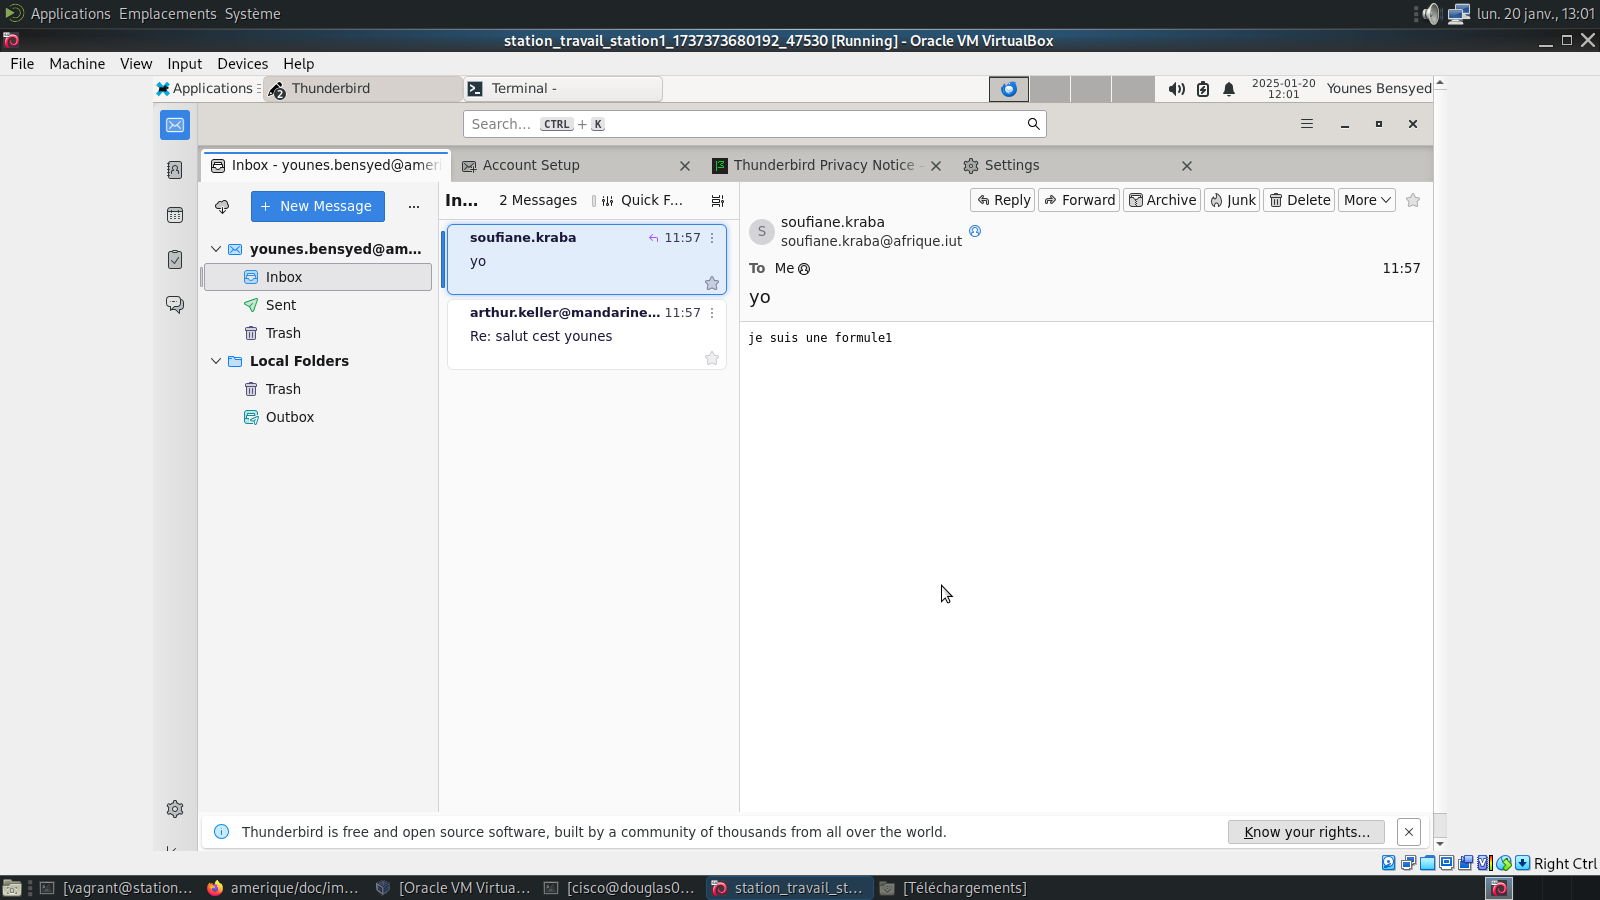 Applications Emplacements Système
lun. 20 janv., 13:01
station_travail_station1_1737373680192_47530 [Running] - Oracle VM VirtualBox
File Machine View Input Devices Help
Applications
2
Thunderbird
Terminal -
2025-01-20
12:01
Younes Bensyed
Search… CTRL + K
Inbox - younes.bensyed@amer
Account Setup
Thunderbird Privacy Notice -
Settings
+ New Message
In… 2 Messages Quick F…
Reply Forward Archive Junk Delete More
younes.bensyed@am…
Inbox
Sent
Trash
Local Folders
Trash
Outbox
soufiane.kraba 11:57
yo
arthur.keller@mandarine… 11:57
Re: salut cest younes
S
soufiane.kraba
soufiane.kraba@afrique.iut
To Me 11:57
yo
je suis une formule1
Thunderbird is free and open source software, built by a community of thousands from all over the world.
Know your rights…
Right Ctrl
[vagrant@station…
amerique/doc/im…
[Oracle VM Virtua…
[cisco@douglas0…
station_travail_st…
[Téléchargements]